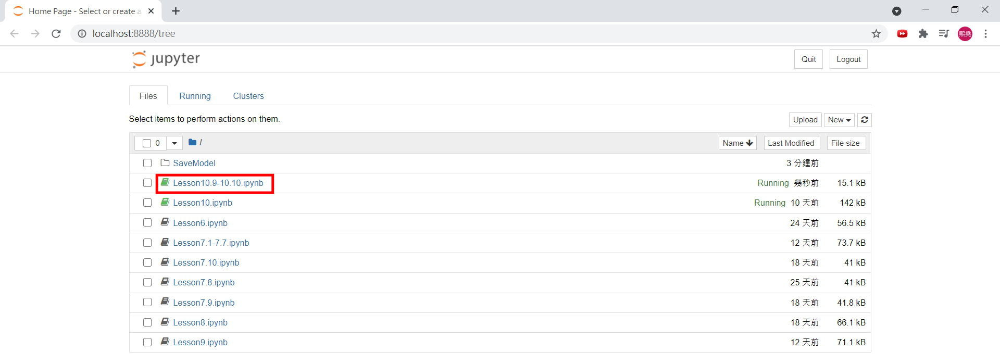 Home Page - Select or create a
localhost:8888/tree
熙堯
jupyter
Quit Logout
Files Running Clusters
Select items to perform actions on them.
Upload New
0 / Name Last Modified File size
SaveModel 3 分鐘前
Lesson10.9-10.10.ipynb Running 幾秒前 15.1 kB
Lesson10.ipynb Running 10 天前 142 kB
Lesson6.ipynb 24 天前 56.5 kB
Lesson7.1-7.7.ipynb 12 天前 73.7 kB
Lesson7.10.ipynb 18 天前 41 kB
Lesson7.8.ipynb 25 天前 41 kB
Lesson7.9.ipynb 18 天前 41.8 kB
Lesson8.ipynb 18 天前 66.1 kB
Lesson9.ipynb 12 天前 71.1 kB